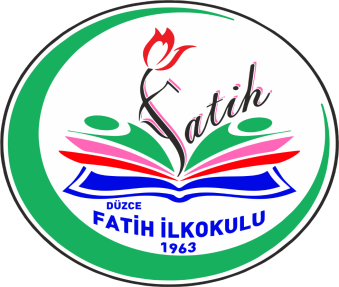 Fatih
DÜZCE
FATİH İLKOKULU
1963